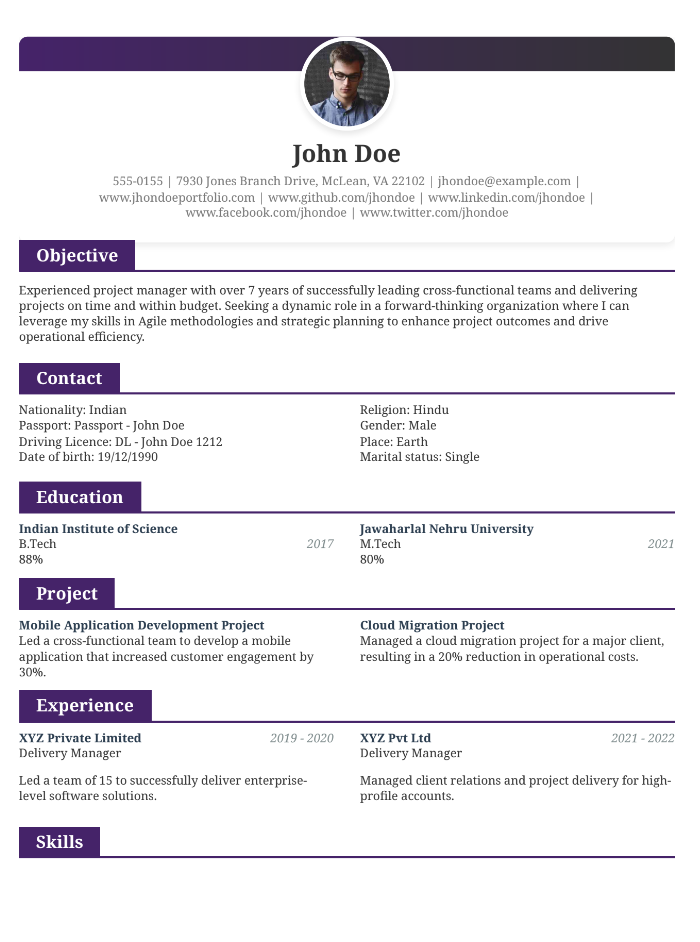 John Doe
555-0155 | 7930 Jones Branch Drive, McLean, VA 22102 | jhondoe@example.com |
www.jhondoeportfolio.com | www.github.com/jhondoe | www.linkedin.com/jhondoe |
www.facebook.com/jhondoe | www.twitter.com/jhondoe
Objective
Experienced project manager with over 7 years of successfully leading cross-functional teams and delivering
projects on time and within budget. Seeking a dynamic role in a forward-thinking organization where I can
leverage my skills in Agile methodologies and strategic planning to enhance project outcomes and drive
operational efficiency.
Contact
Nationality: Indian
Passport: Passport - John Doe
Driving Licence: DL - John Doe 1212
Date of birth: 19/12/1990
Religion: Hindu
Gender: Male
Place: Earth
Marital status: Single
Education
Indian Institute of Science
B.Tech 2017
88%
Jawaharlal Nehru University
M.Tech 2021
80%
Project
Mobile Application Development Project
Led a cross-functional team to develop a mobile
application that increased customer engagement by
30%.
Cloud Migration Project
Managed a cloud migration project for a major client,
resulting in a 20% reduction in operational costs.
Experience
XYZ Private Limited 2019 - 2020
Delivery Manager
Led a team of 15 to successfully deliver enterprise-
level software solutions.
XYZ Pvt Ltd 2021 - 2022
Delivery Manager
Managed client relations and project delivery for high-
profile accounts.
Skills